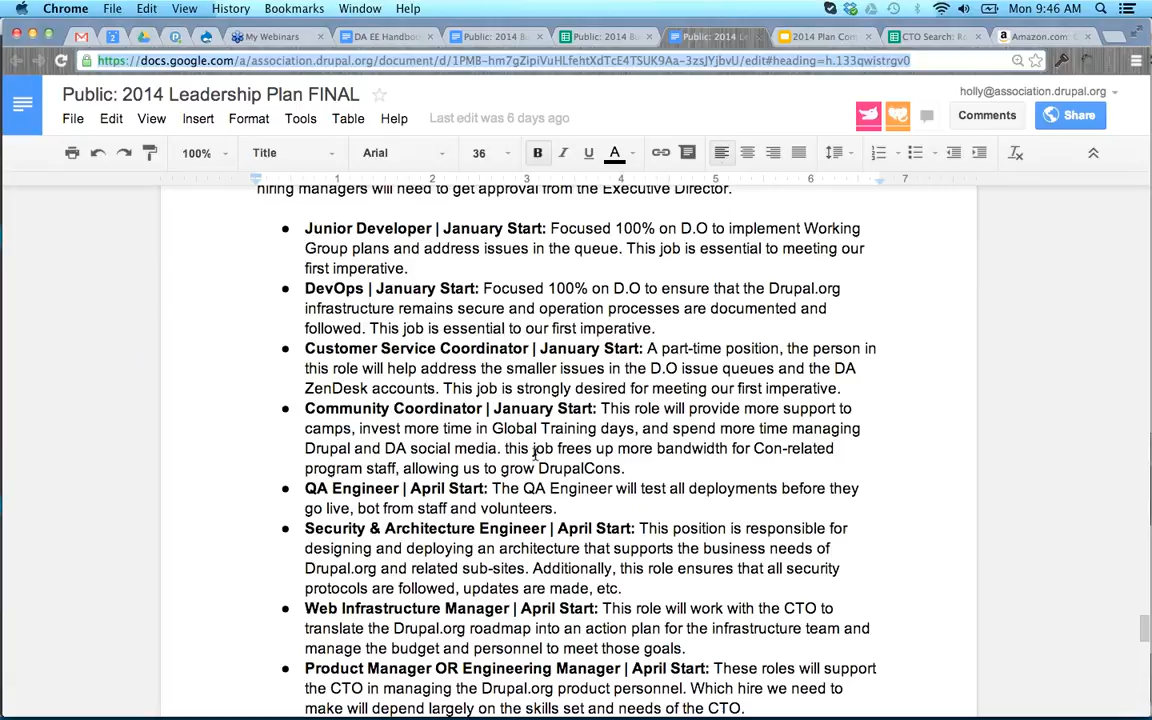 Chrome File Edit View History Bookmarks Window Help Mon 9:46 AM
2 My Webinars DA EE Handbo Public: 2014 B Public: 2014 Bu Public: 2014 L 2014 Plan Com CTO Search: Ro Amazon.com:
https://docs.google.com/a/association.drupal.org/document/d/1PMB-hm7gZipiVuHLfehtXdTcE4TSUK9Aa-3zsJYjbvU/edit#heading=h.133qwistrgv0
Public: 2014 Leadership Plan FINAL
holly@association.drupal.org
File Edit View Insert Format Tools Table Help Last edit was 6 days ago
Comments Share
100% Title Arial 36 B I U A
1 2 3 4 5 6 7
hiring managers will need to get approval from the Executive Director.
● Junior Developer | January Start: Focused 100% on D.O to implement Working
Group plans and address issues in the queue. This job is essential to meeting our
first imperative.
● DevOps | January Start: Focused 100% on D.O to ensure that the Drupal.org
infrastructure remains secure and operation processes are documented and
followed. This job is essential to our first imperative.
● Customer Service Coordinator | January Start: A part-time position, the person in
this role will help address the smaller issues in the D.O issue queues and the DA
ZenDesk accounts. This job is strongly desired for meeting our first imperative.
● Community Coordinator | January Start: This role will provide more support to
camps, invest more time in Global Training days, and spend more time managing
Drupal and DA social media. this job frees up more bandwidth for Con-related
program staff, allowing us to grow DrupalCons.
● QA Engineer | April Start: The QA Engineer will test all deployments before they
go live, bot from staff and volunteers.
● Security & Architecture Engineer | April Start: This position is responsible for
designing and deploying an architecture that supports the business needs of
Drupal.org and related sub-sites. Additionally, this role ensures that all security
protocols are followed, updates are made, etc.
● Web Infrastructure Manager | April Start: This role will work with the CTO to
translate the Drupal.org roadmap into an action plan for the infrastructure team and
manage the budget and personnel to meet those goals.
● Product Manager OR Engineering Manager | April Start: These roles will support
the CTO in managing the Drupal.org product personnel. Which hire we need to
make will depend largely on the skills set and needs of the CTO.